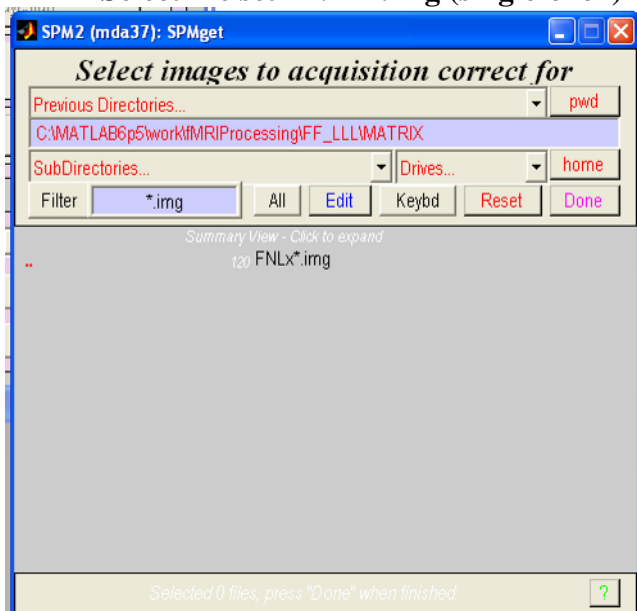 SPM2 (mda37): SPMget
Select images to acquisition correct for
Previous Directories... pwd
C:\MATLAB6p5\work\fMRIProcessing\FF_LLL\MATRIX
SubDirectories... Drives... home
Filter *.img All Edit Keybd Reset Done
Summary View - Click to expand
.. 120 FNLx*.img
Selected 0 files, press "Done" when finished. ?